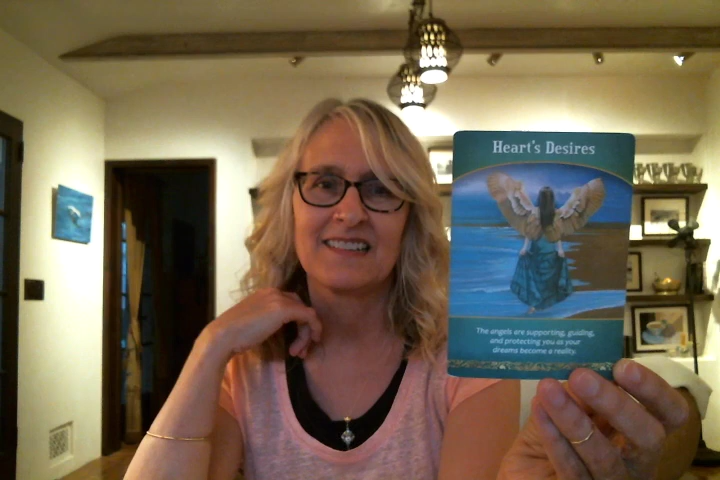 Heart's Desires
The angels are supporting, guiding,
and protecting you as your
dreams become a reality.